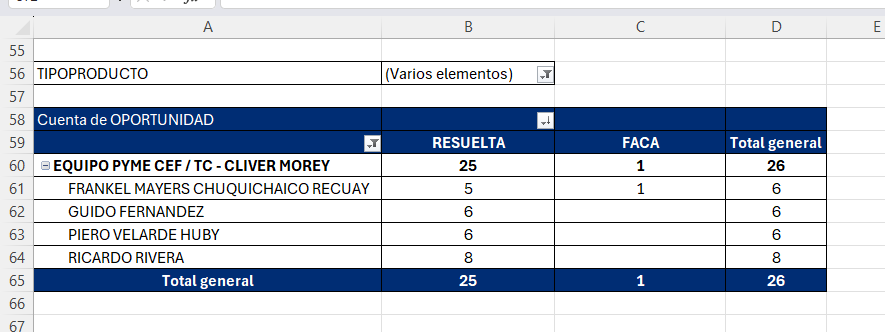 A B C D E
55
56 TIPOPRODUCTO (Varios elementos)
57
58 Cuenta de OPORTUNIDAD
59 RESUELTA FACA Total general
60 EQUIPO PYME CEF / TC - CLIVER MOREY 25 1 26
61 FRANKEL MAYERS CHUQUICHAICO RECUAY 5 1 6
62 GUIDO FERNANDEZ 6 6
63 PIERO VELARDE HUBY 6 6
64 RICARDO RIVERA 8 8
65 Total general 25 1 26
66
67